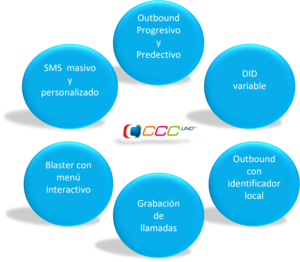 Outbound
Progresivo
y
Predectivo
SMS masivo
y
personalizado
DID
variable
CCC UNO
Blaster con
menú
interactivo
Outbound
con
identificador
local
Grabación
de
llamadas